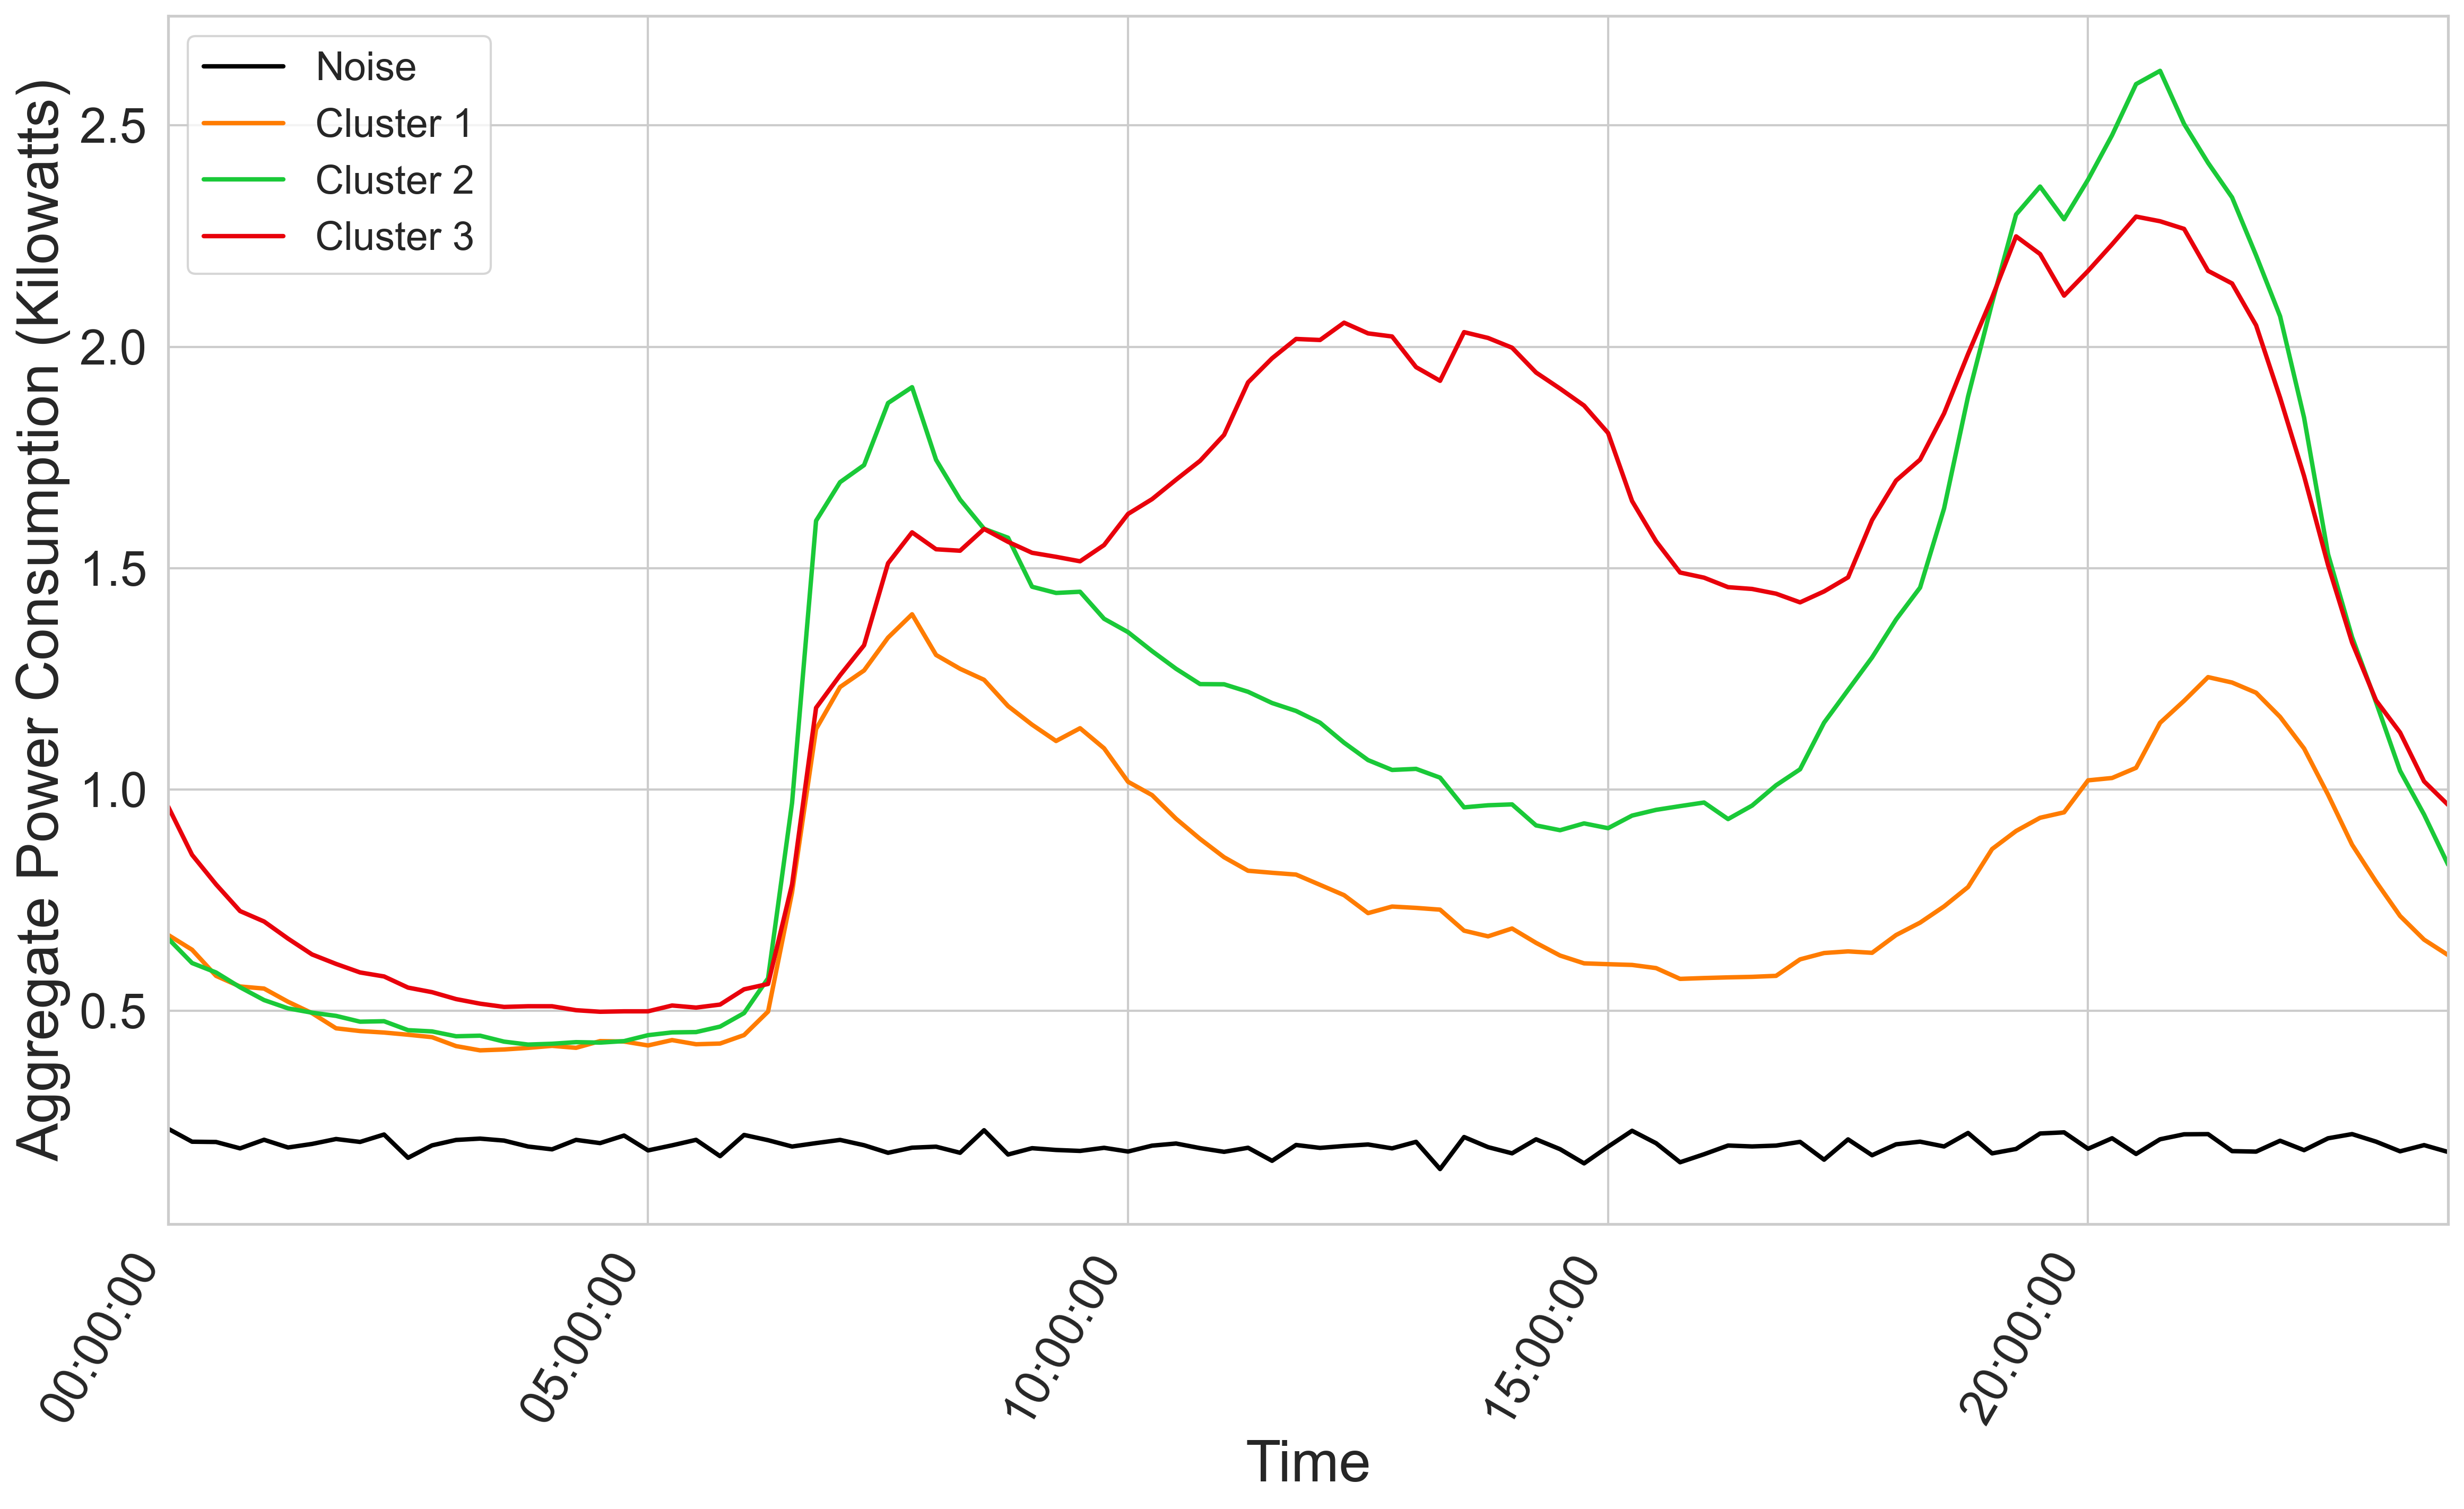 Noise
Cluster 1
Cluster 2
Cluster 3
Aggregate Power Consumption (Kilowatts)
2.5
2.0
1.5
1.0
0.5
00:00:00
05:00:00
10:00:00
15:00:00
20:00:00
Time